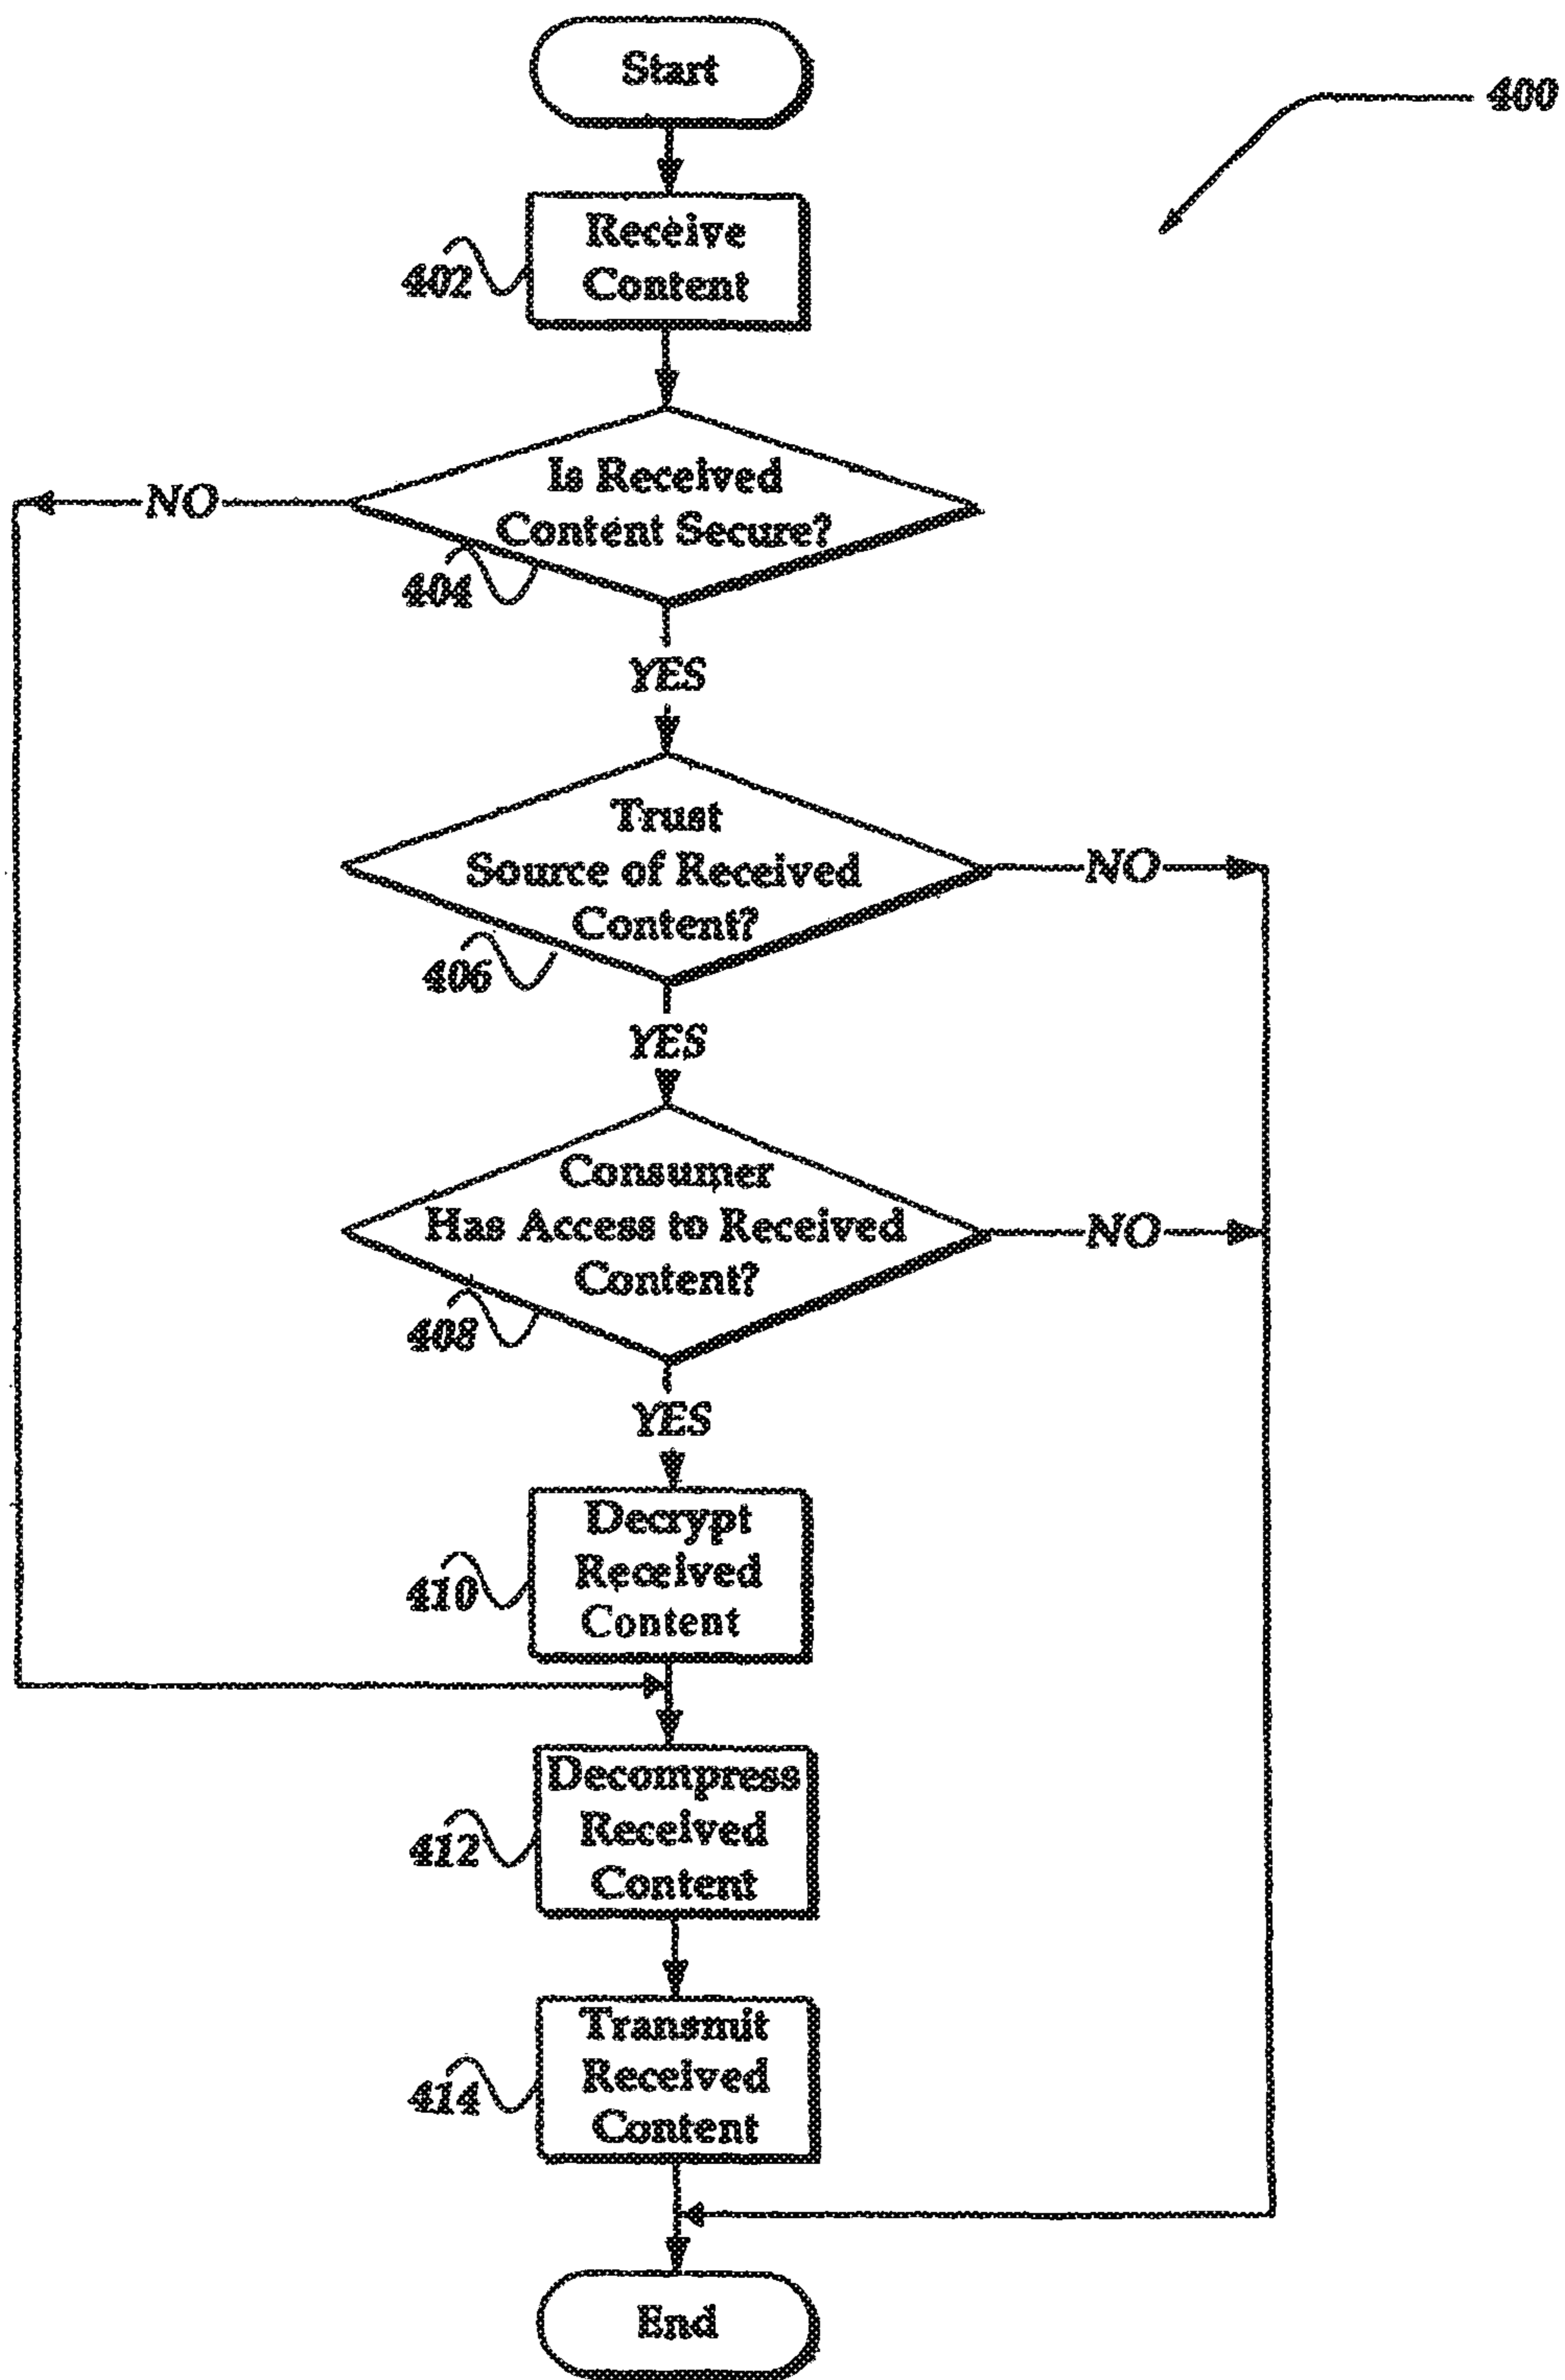 Start
400
Receive
Content
402
Is Received
Content Secure?
NO
404
YES
Trust
Source of Received
Content?
NO
406
YES
Consumer
Has Access to Received
Content?
NO
408
YES
Decrypt
Received
Content
410
Decompress
Received
Content
412
Transmit
Received
Content
414
End